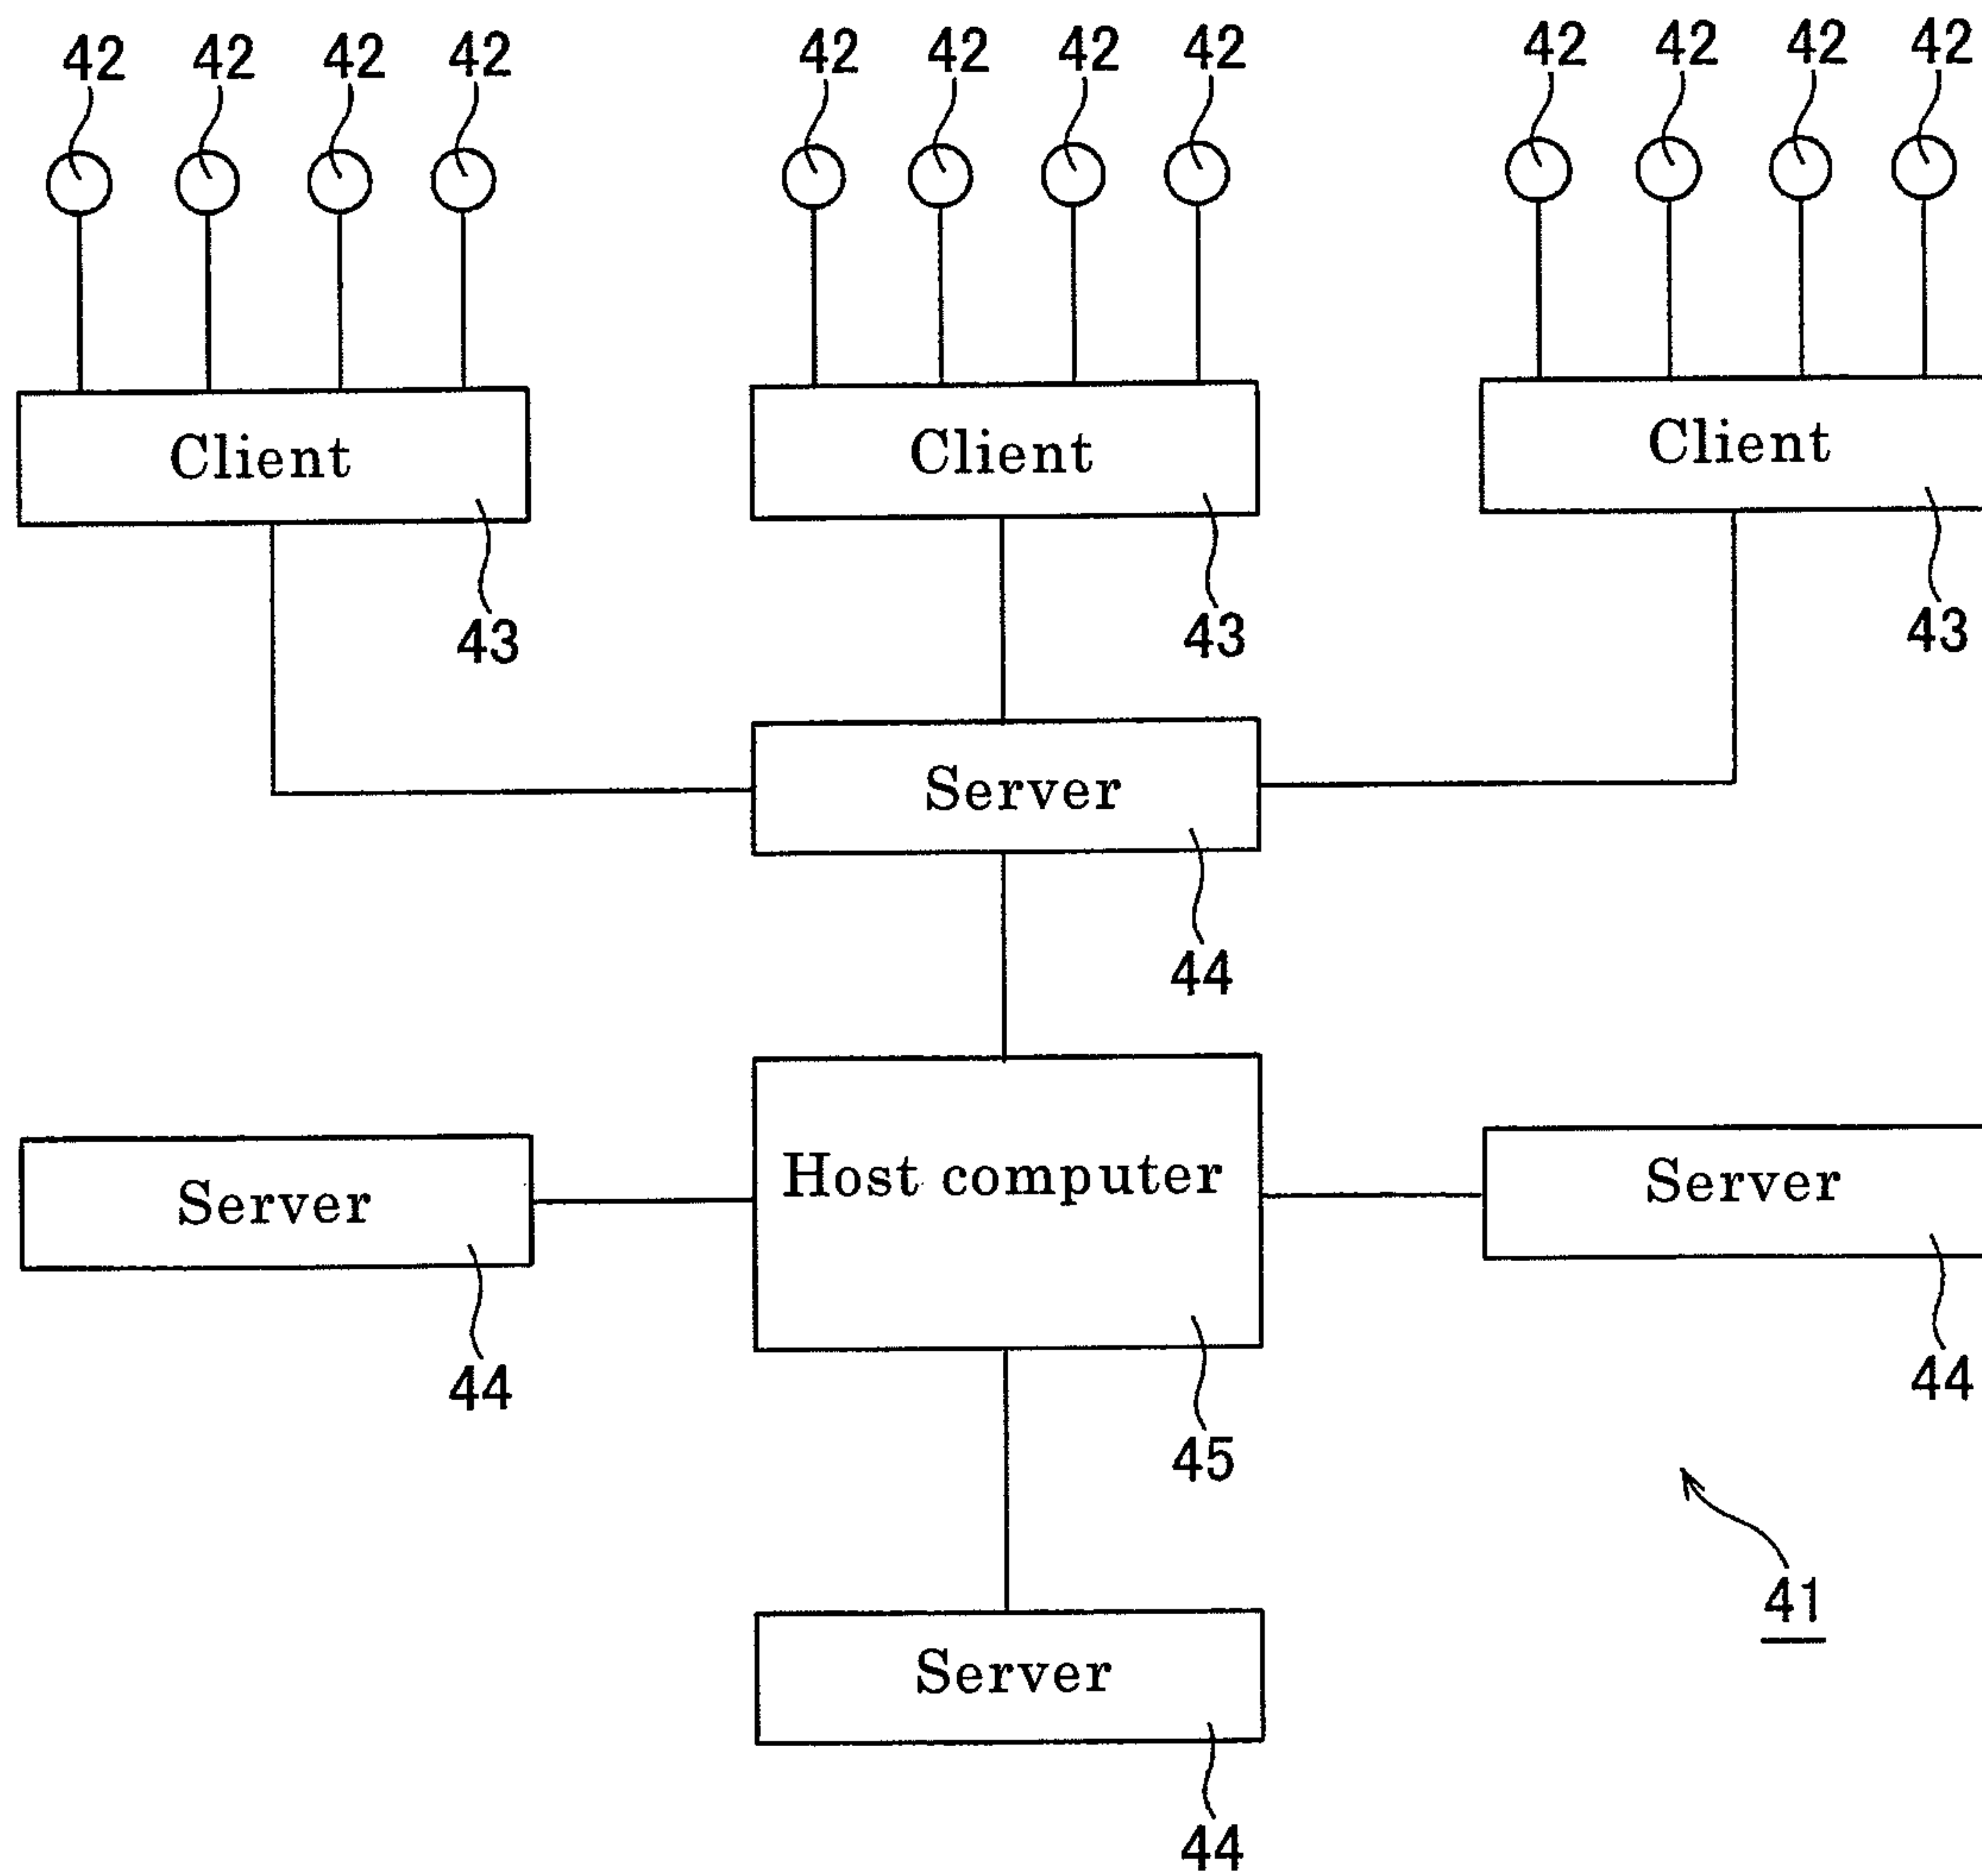 42 42 42 42 42 42 42 42 42 42 42 42
Client Client Client
43 43 43
Server
44
Host computer
Server Server
44 44
45
41
Server
44